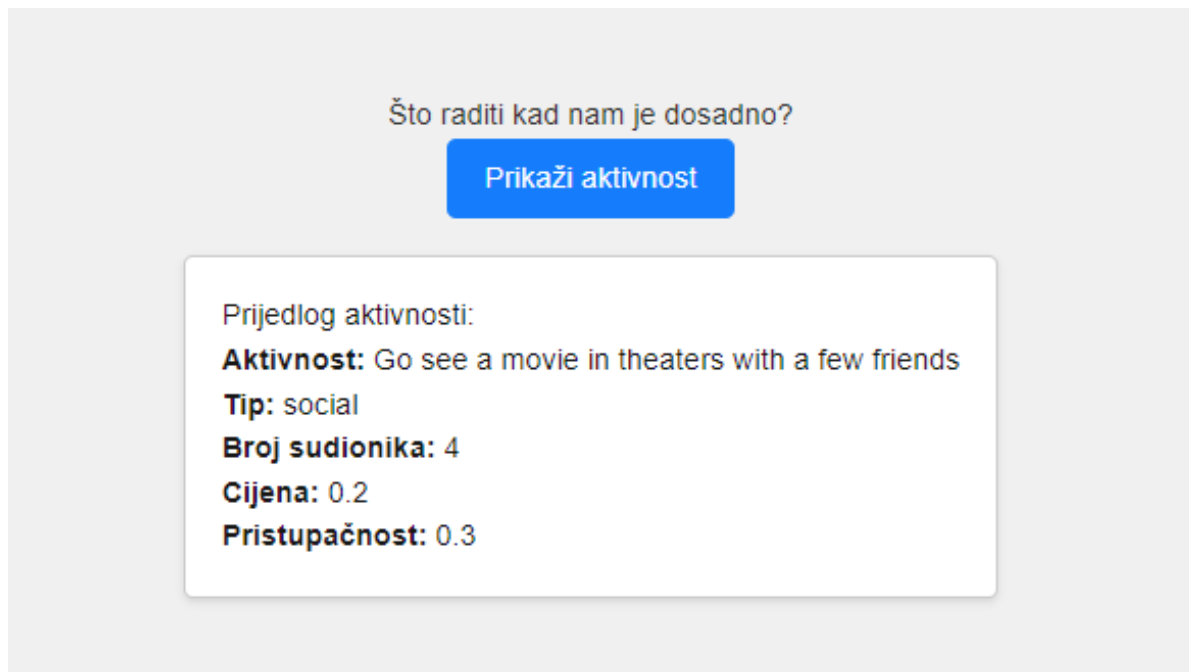 Što raditi kad nam je dosadno?
Prikaži aktivnost
Prijedlog aktivnosti:
Aktivnost: Go see a movie in theaters with a few friends
Tip: social
Broj sudionika: 4
Cijena: 0.2
Pristupačnost: 0.3